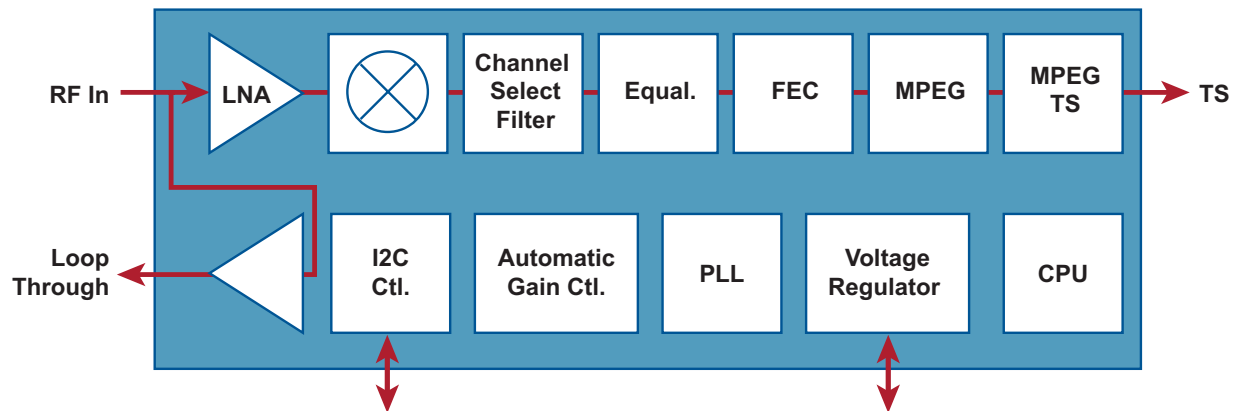 RF In
LNA
Channel
Select
Filter
Equal.
FEC
MPEG
MPEG
TS
TS
Loop
Through
I2C
Ctl.
Automatic
Gain Ctl.
PLL
Voltage
Regulator
CPU